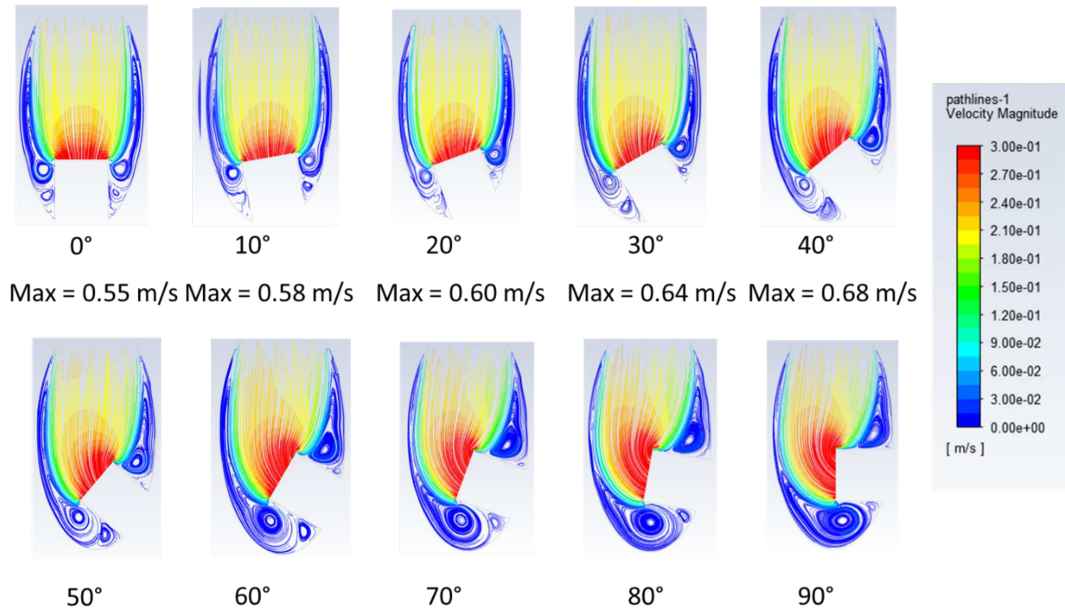 0° 10° 20° 30° 40°
Max = 0.55 m/s Max = 0.58 m/s Max = 0.60 m/s Max = 0.64 m/s Max = 0.68 m/s
50° 60° 70° 80° 90°
pathlines-1
Velocity Magnitude
3.00e-01
2.70e-01
2.40e-01
2.10e-01
1.80e-01
1.50e-01
1.20e-01
9.00e-02
6.00e-02
3.00e-02
0.00e+00
[ m/s ]